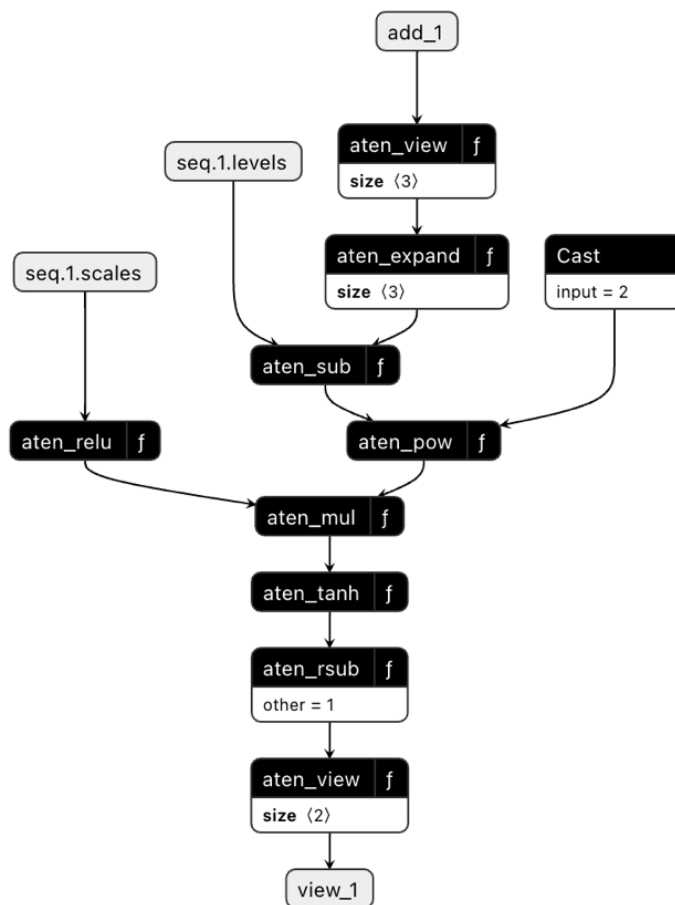 add_1
aten_view ƒ
size ⟨3⟩
seq.1.levels
aten_expand ƒ
size ⟨3⟩
Cast
input = 2
seq.1.scales
aten_sub ƒ
aten_relu ƒ
aten_pow ƒ
aten_mul ƒ
aten_tanh ƒ
aten_rsub ƒ
other = 1
aten_view ƒ
size ⟨2⟩
view_1